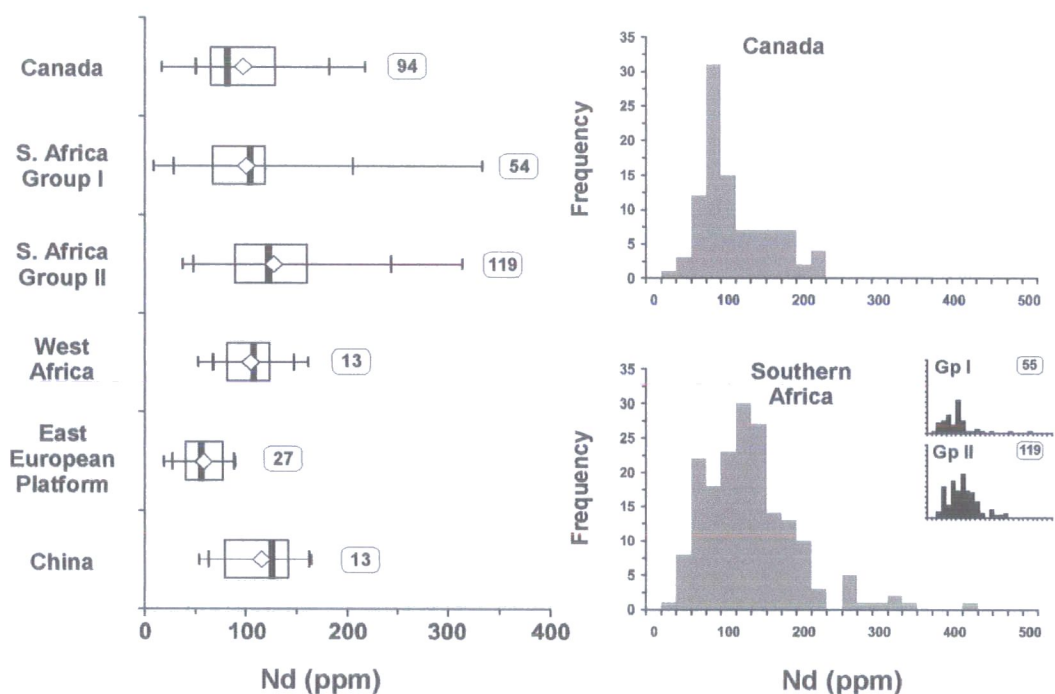 Canada
94
S. Africa
Group I
54
S. Africa
Group II
119
West
Africa
13
East
European
Platform
27
China
13
0 100 200 300 400
Nd (ppm)
Canada
Frequency
35
30
25
20
15
10
5
0
0 100 200 300 400 500
Southern
Africa
Frequency
35
30
25
20
15
10
5
0
Gp I 55
Gp II 119
0 100 200 300 400 500
Nd (ppm)